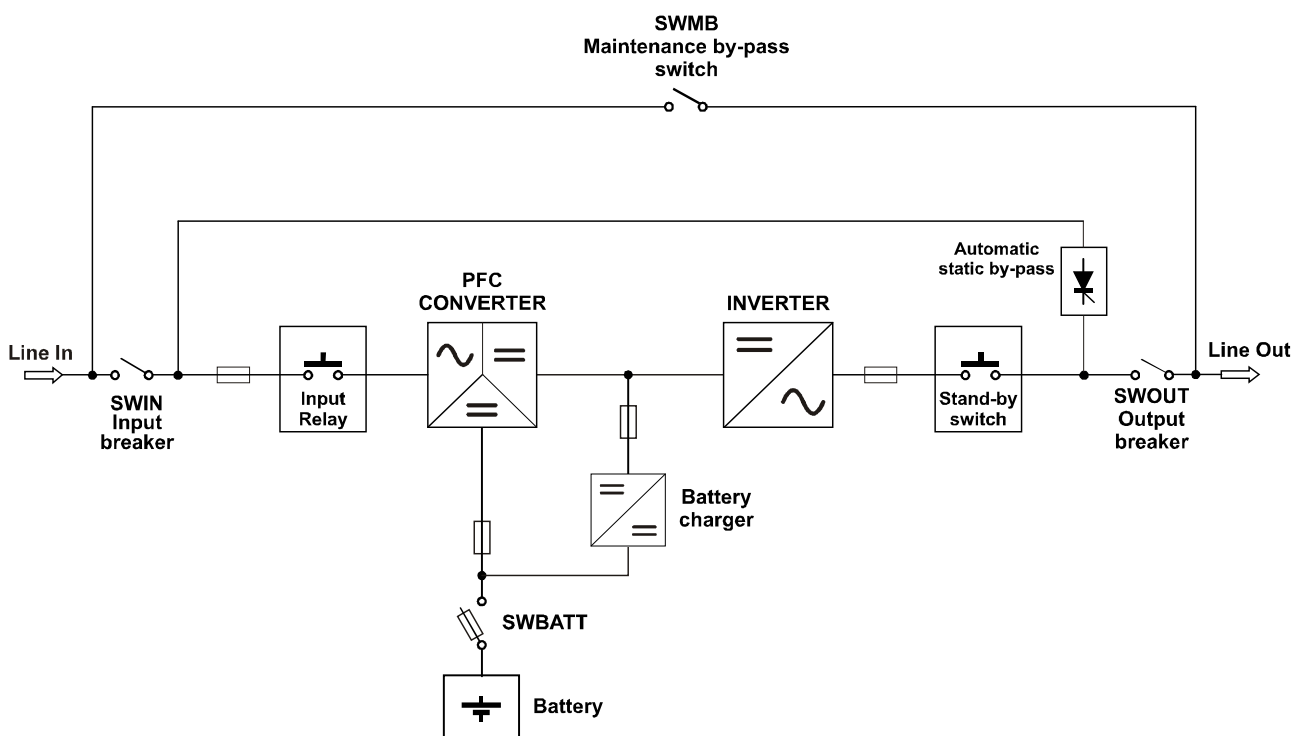 SWMB
Maintenance by-pass
switch
Automatic
static by-pass
PFC
CONVERTER
INVERTER
Line In
Line Out
SWIN
Input
breaker
Input
Relay
Stand-by
switch
SWOUT
Output
breaker
Battery
charger
SWBATT
Battery